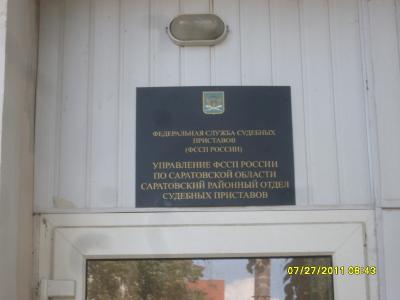 ФЕДЕРАЛЬНАЯ СЛУЖБА СУДЕБНЫХ
ПРИСТАВОВ
(ФССП РОССИИ)
УПРАВЛЕНИЕ ФССП РОССИИ
ПО САРАТОВСКОЙ ОБЛАСТИ
САРАТОВСКИЙ РАЙОННЫЙ ОТДЕЛ
СУДЕБНЫХ ПРИСТАВОВ
07/27/2011 08:43